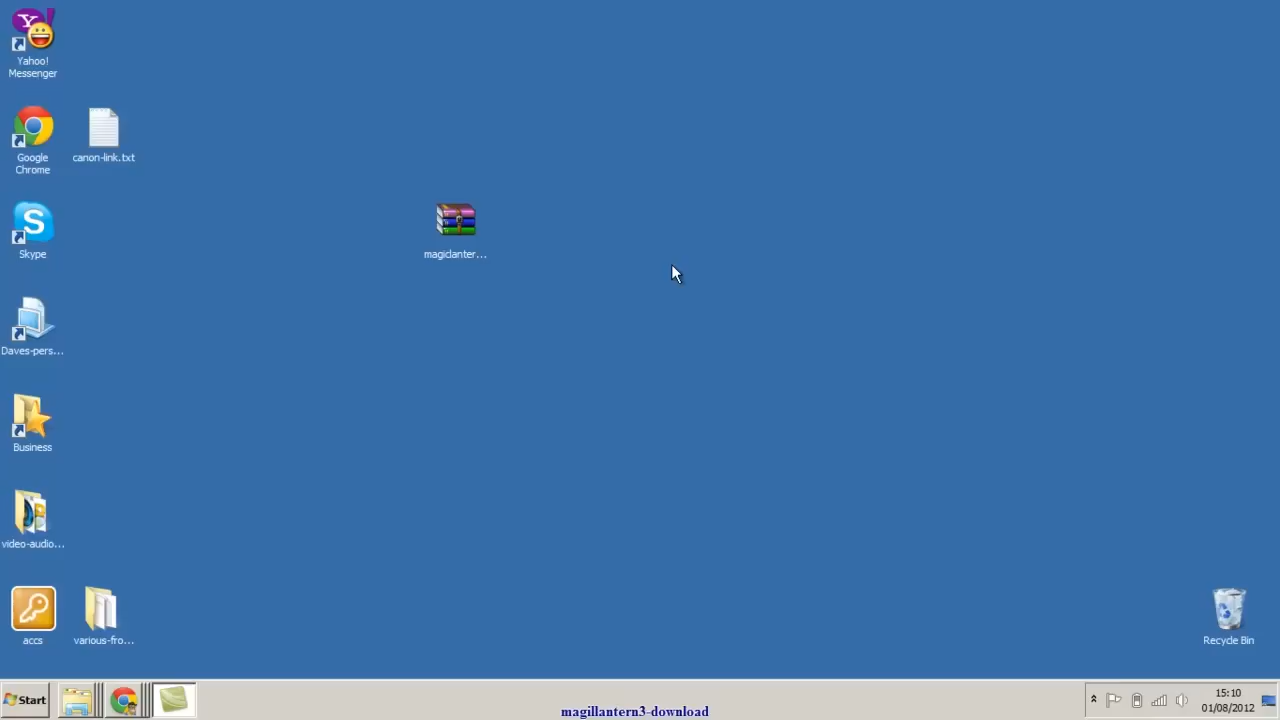 Yahoo!
Messenger
Google
Chrome
canon-link.txt
Skype
magiclanter...
Daves-pers...
Business
video-audio...
accs
various-fro...
Recycle Bin
Start
15:10
01/08/2012
magillantern3-download